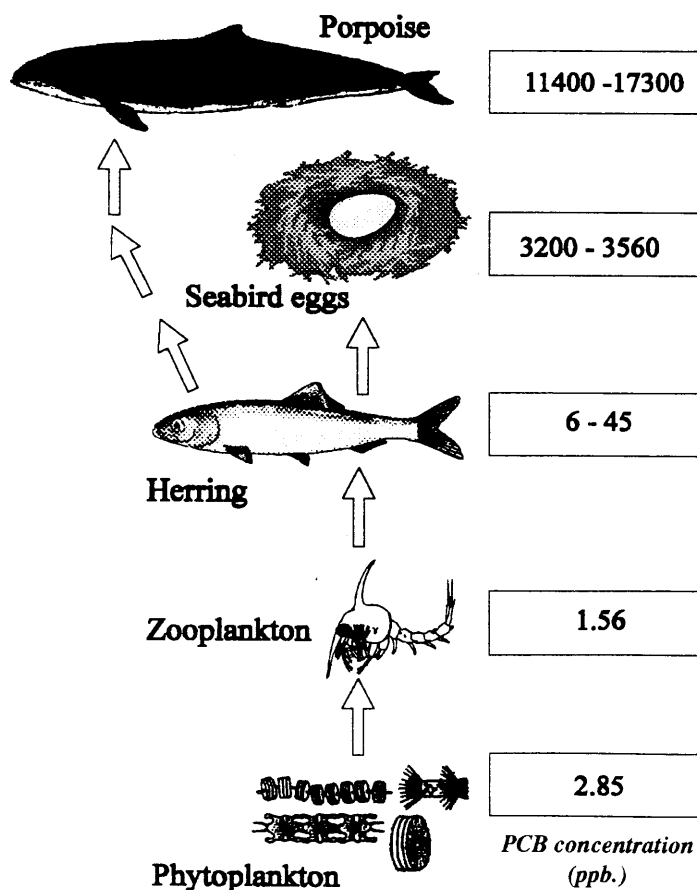 Porpoise
11400 -17300
3200 - 3560
Seabird eggs
6 - 45
Herring
Zooplankton
1.56
2.85
PCB concentration
(ppb.)
Phytoplankton